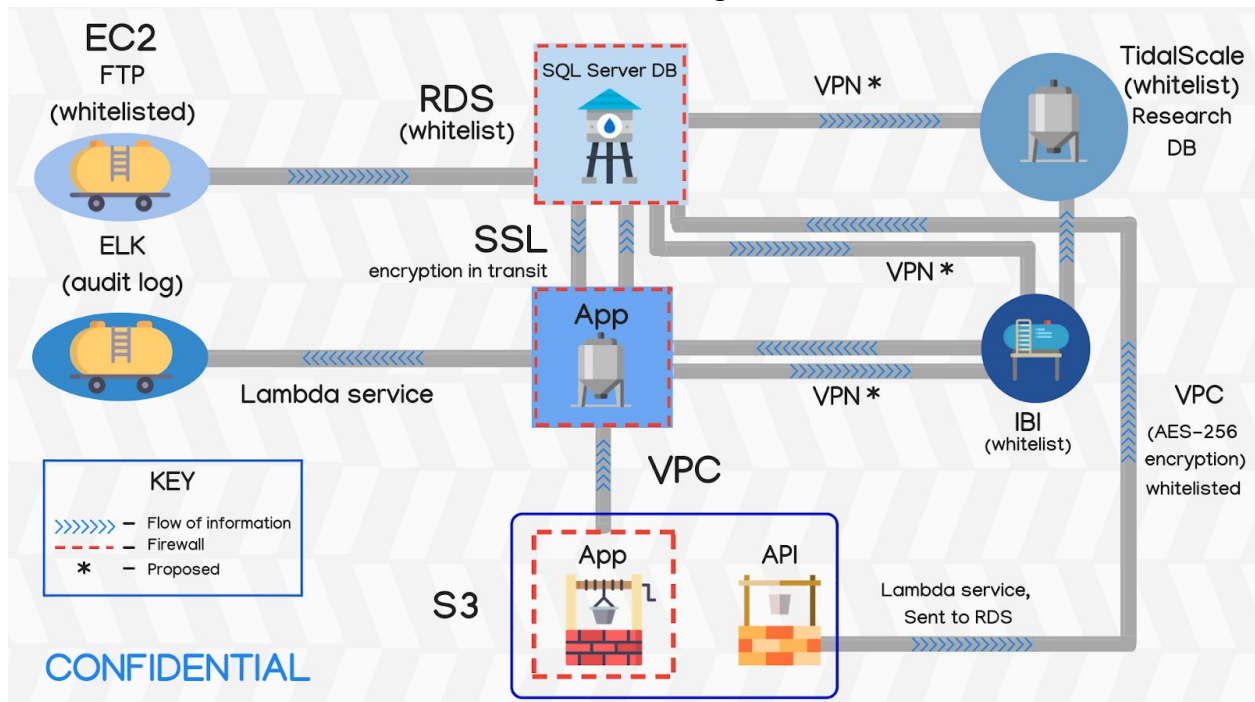 EC2
FTP
(whitelisted)
ELK
(audit log)
RDS
(whitelist)
SQL Server DB
VPN *
TidalScale
(whitelist)
Research
DB
SSL
encryption in transit
VPN *
App
Lambda service
VPN *
IBI
(whitelist)
VPC
(AES-256
encryption)
whitelisted
VPC
KEY
>>>>>>> – Flow of information
– Firewall
* – Proposed
S3
App
API
Lambda service,
Sent to RDS
CONFIDENTIAL